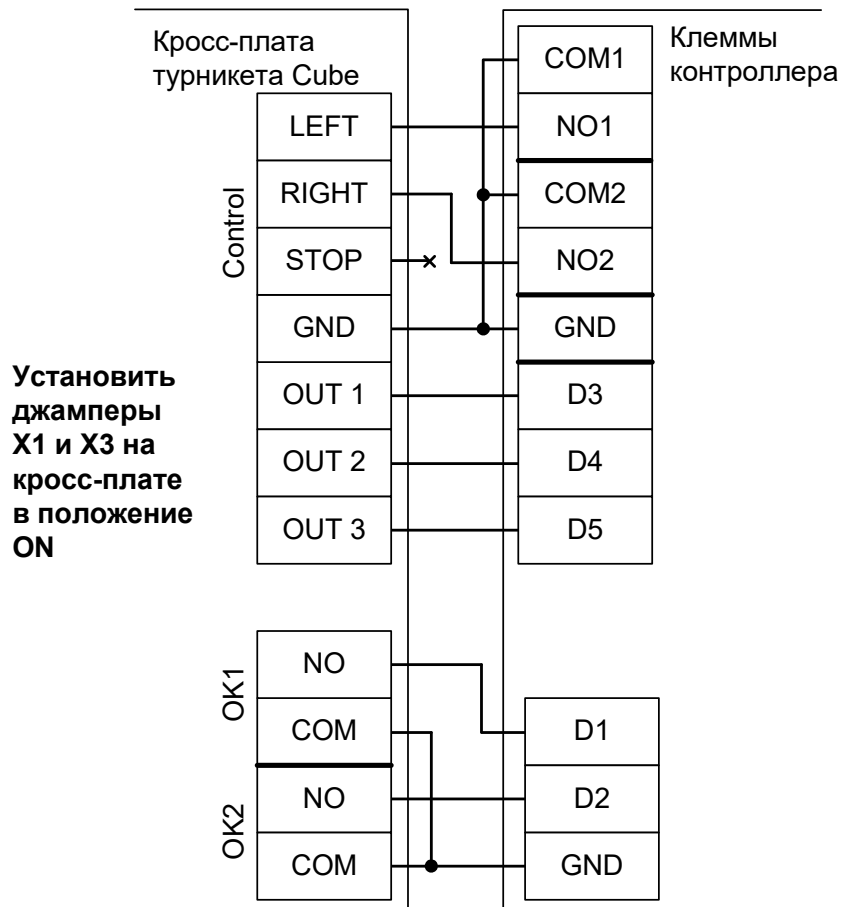 Кросс-плата
турникета Cube
Клеммы
контроллера
Control
LEFT
RIGHT
STOP
GND
OUT 1
OUT 2
OUT 3
COM1
NO1
COM2
NO2
GND
D3
D4
D5
Установить
джамперы
X1 и X3 на
кросс-плате
в положение
ON
OK1
NO
COM
OK2
NO
COM
D1
D2
GND